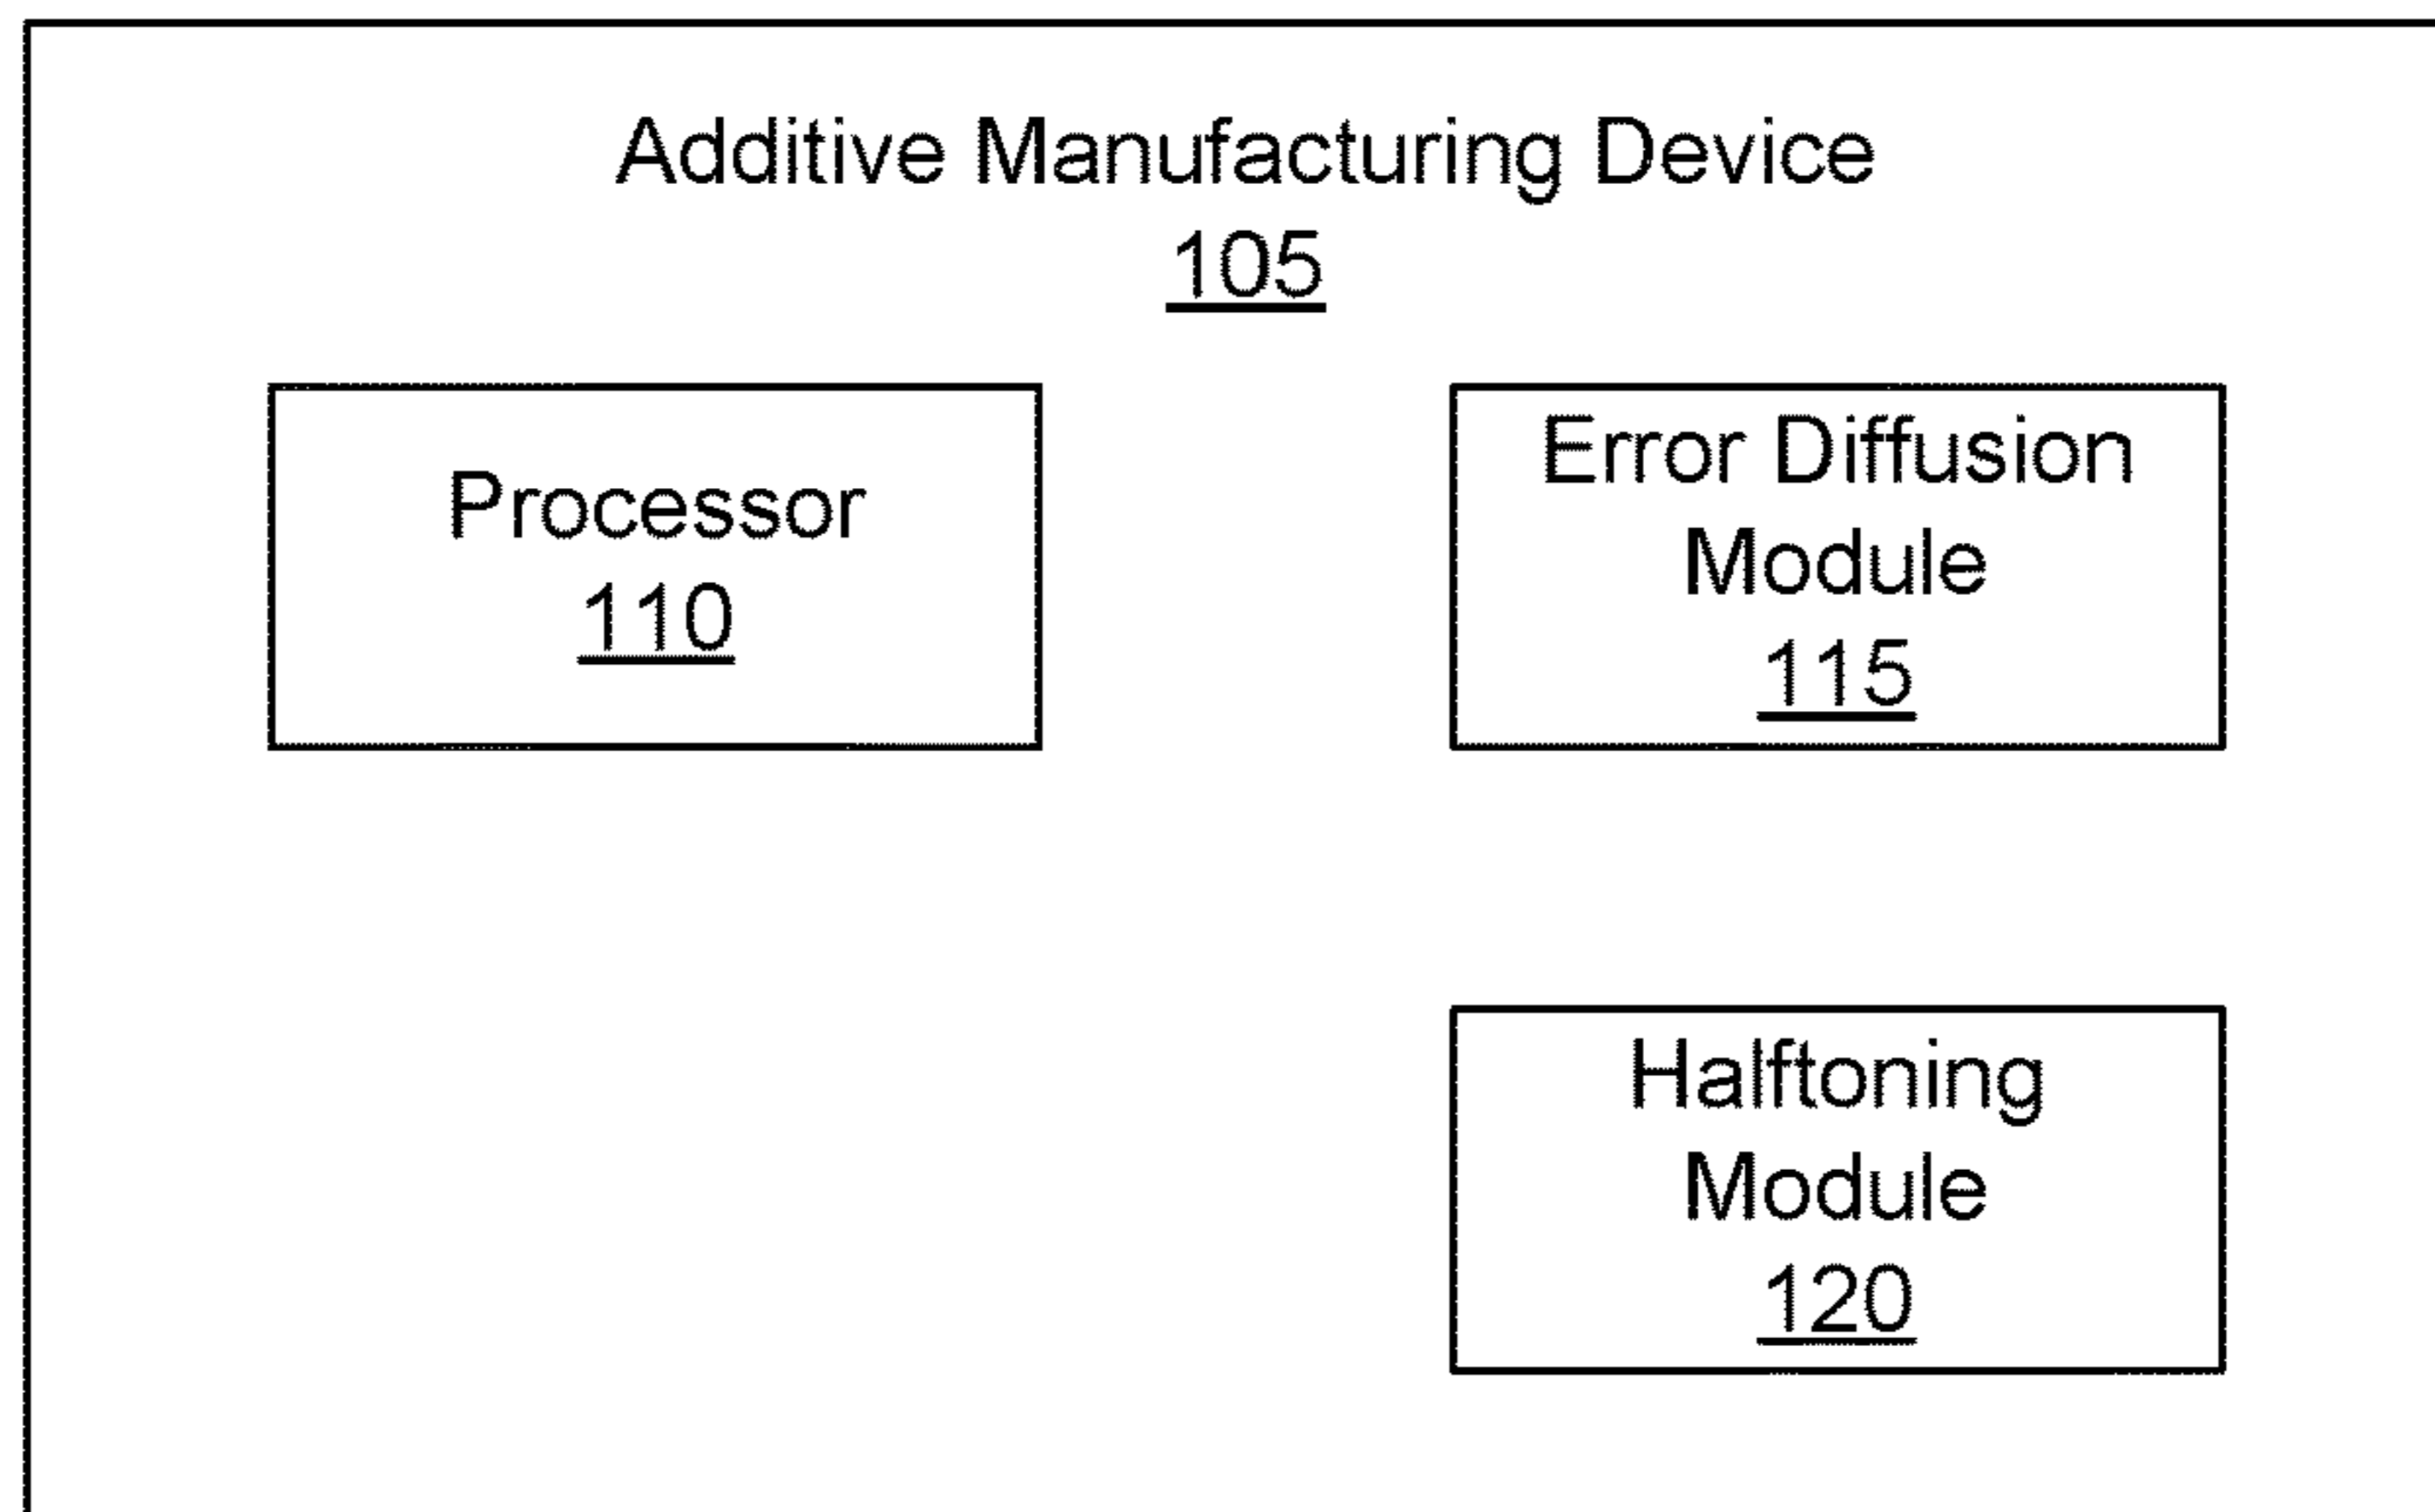 Additive Manufacturing Device
105
Processor
110
Error Diffusion
Module
115
Halftoning
Module
120